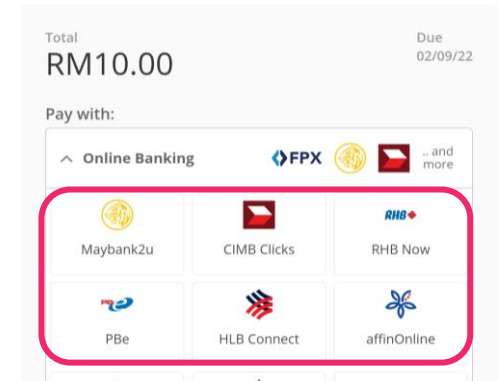 Total
Due
RM10.00
02/09/22
Pay with:
Online Banking
FPX
.. and
more
RHB
Maybank2u
CIMB Clicks
RHB Now
PBe
HLB Connect
affinOnline